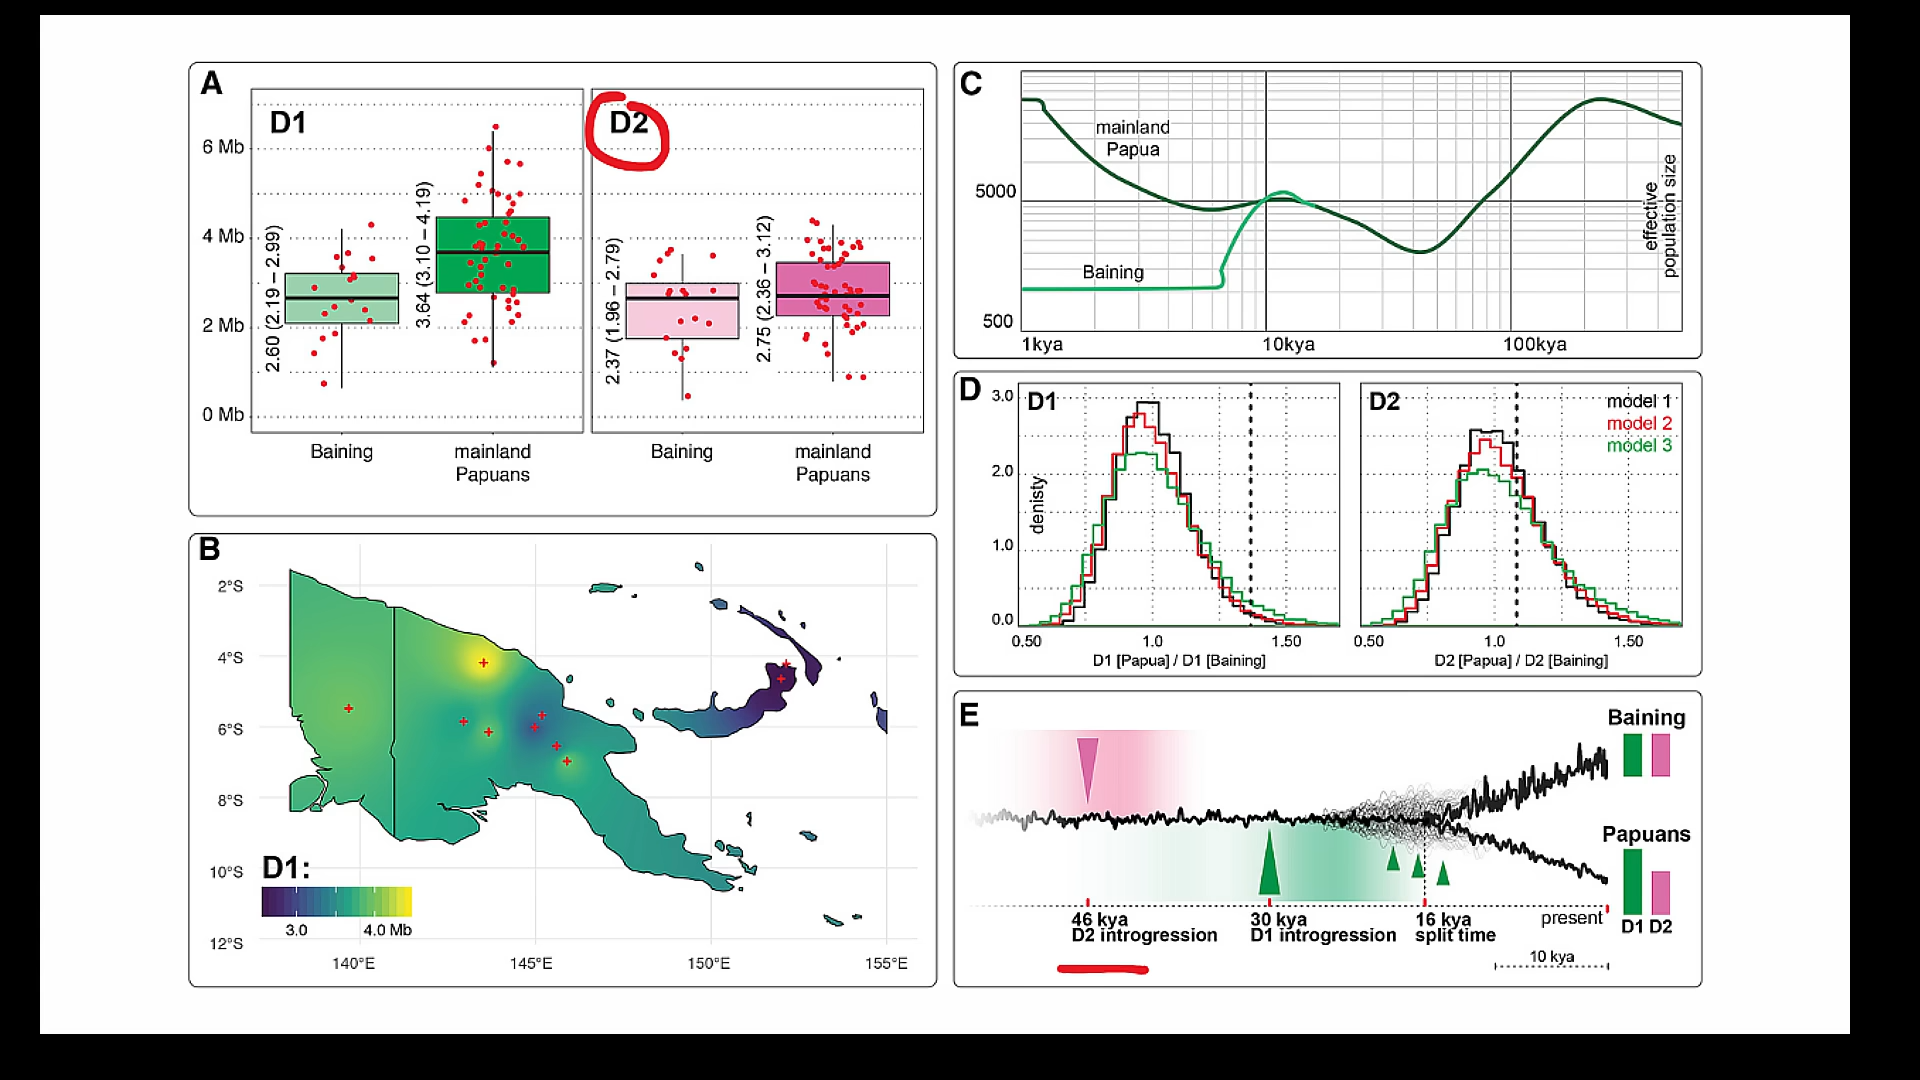 A
D1
D2
6 Mb
4 Mb
2 Mb
0 Mb
2.60 (2.19 – 2.99)
3.64 (3.10 – 4.19)
2.37 (1.96 – 2.79)
2.75 (2.36 – 3.12)
Baining
mainland
Papuans
Baining
mainland
Papuans
B
2°S
4°S
6°S
8°S
10°S
12°S
D1:
3.0
4.0 Mb
140°E
145°E
150°E
155°E
C
mainland
Papua
5000
Baining
500
effective
population size
1kya
10kya
100kya
D
3.0
2.0
1.0
0.0
denisty
D1
0.50
1.0
1.50
D1 [Papua] / D1 [Baining]
D2
model 1
model 2
model 3
0.50
1.0
1.50
D2 [Papua] / D2 [Baining]
E
Baining
Papuans
D1 D2
46 kya
D2 introgression
30 kya
D1 introgression
16 kya
split time
present
10 kya